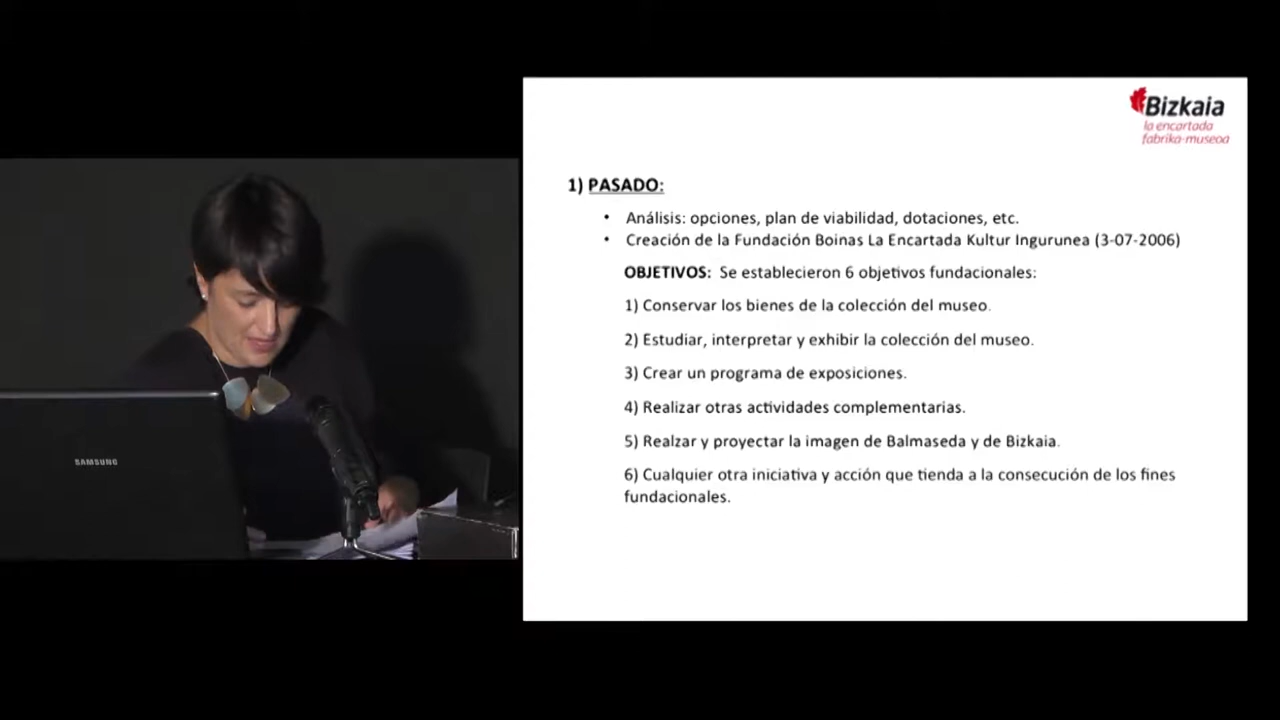 Bizkaia
la encartada
fabrika-museoa
1) PASADO:
• Análisis: opciones, plan de viabilidad, dotaciones, etc.
• Creación de la Fundación Boinas La Encartada Kultur Ingurunea (3-07-2006)
OBJETIVOS: Se establecieron 6 objetivos fundacionales:
1) Conservar los bienes de la colección del museo.
2) Estudiar, interpretar y exhibir la colección del museo.
3) Crear un programa de exposiciones.
4) Realizar otras actividades complementarias.
5) Realzar y proyectar la imagen de Balmaseda y de Bizkaia.
6) Cualquier otra iniciativa y acción que tienda a la consecución de los fines
fundacionales.
SAMSUNG